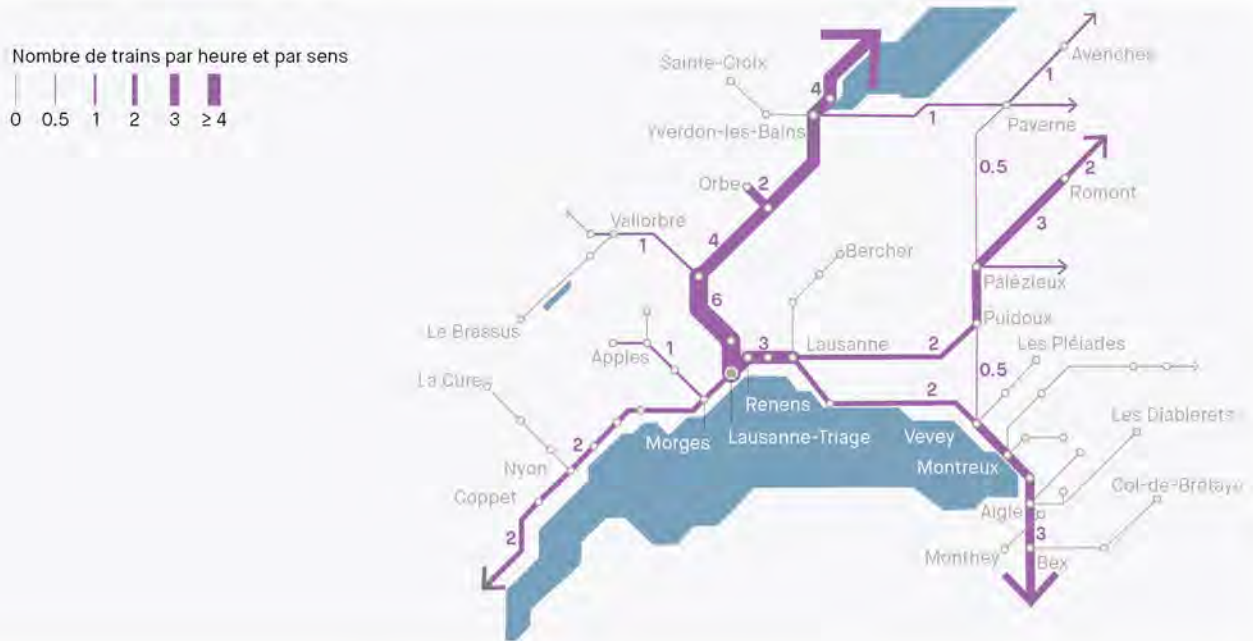 Nombre de trains par heure et par sens
0 0.5 1 2 3 ≥ 4
Avenches
1
Sainte-Croix
4
Yverdon-les-Bains
1
Payerne
0.5
2
Romont
Orbe
2
3
Vallorbe
1
4
Bercher
Palézieux
6
Le Brassus
Puidoux
Apples
1
3
Lausanne
2
Les Pléiades
0.5
La Cure
2
Renens
Les Diablerets
Morges
Lausanne-Triage
Vevey
2
Nyon
Montreux
Coppet
Col-de-Bretaye
Aigle
2
3
Monthey
Bex